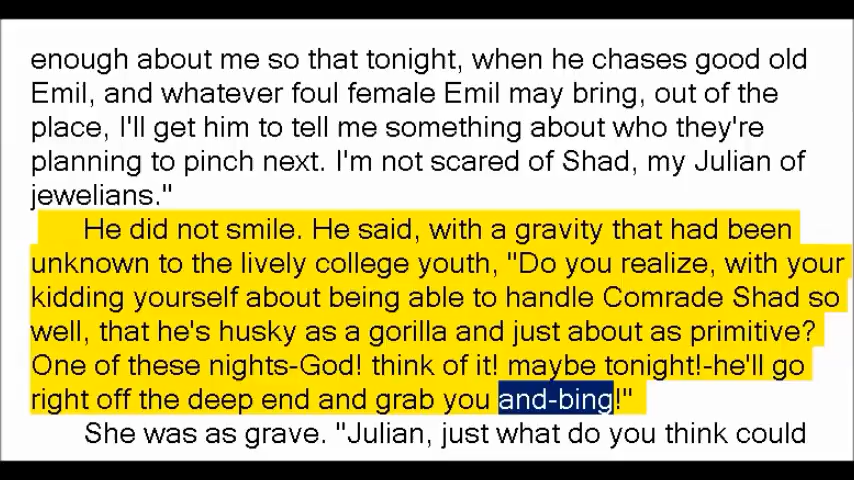 enough about me so that tonight, when he chases good old
Emil, and whatever foul female Emil may bring, out of the
place, I'll get him to tell me something about who they're
planning to pinch next. I'm not scared of Shad, my Julian of
jewelians."
He did not smile. He said, with a gravity that had been
unknown to the lively college youth, "Do you realize, with your
kidding yourself about being able to handle Comrade Shad so
well, that he's husky as a gorilla and just about as primitive?
One of these nights-God! think of it! maybe tonight!-he'll go
right off the deep end and grab you and-bing!"
She was as grave. "Julian, just what do you think could